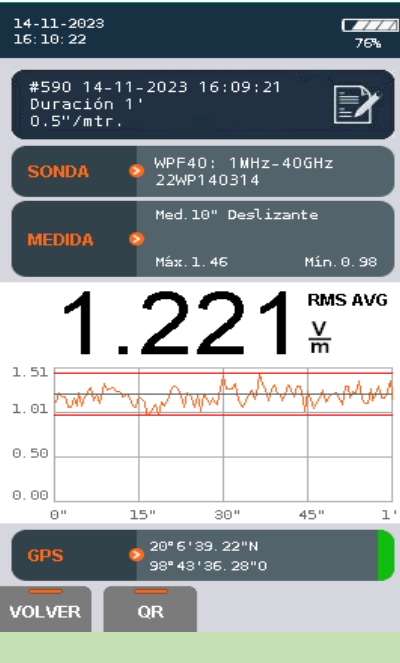 14-11-2023
16:10:22
76%
#590 14-11-2023 16:09:21
Duración 1'
0.5"/mtr.
SONDA
WPF40: 1MHz-40GHz
22WP140314
MEDIDA
Med.10" Deslizante
Máx.1.46 Mín.0.98
1.221 RMS AVG
V
m
1.51
1.01
0.50
0.00
0" 15" 30" 45" 1'
GPS
20°6'39.22"N
98°43'36.28"O
VOLVER QR